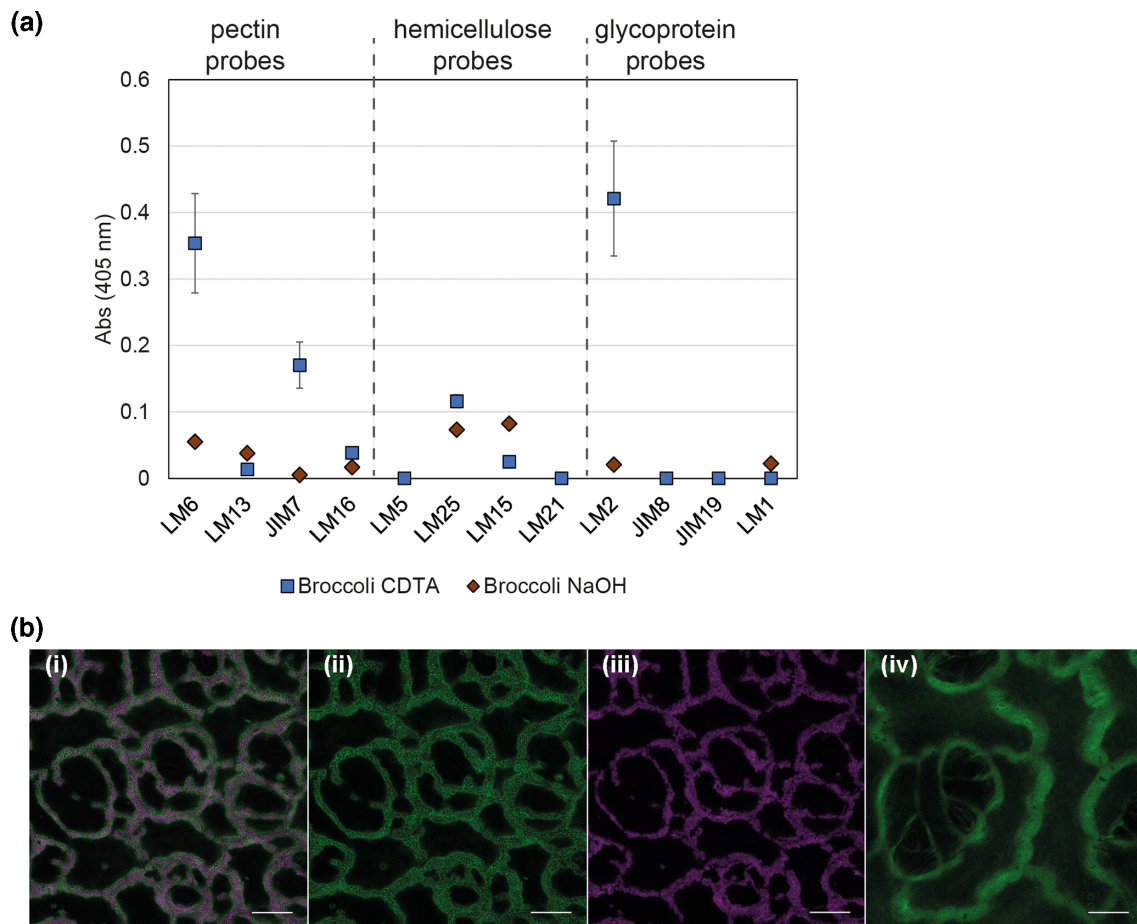 (a)
pectin probes
hemicellulose probes
glycoprotein probes
0.6
0.5
0.4
0.3
0.2
0.1
0
Abs (405 nm)
LM6 LM13 JIM7 LM16 LM5 LM25 LM15 LM21 LM2 JIM8 JIM19 LM1
Broccoli CDTA Broccoli NaOH
(b)
(i) (ii) (iii) (iv)